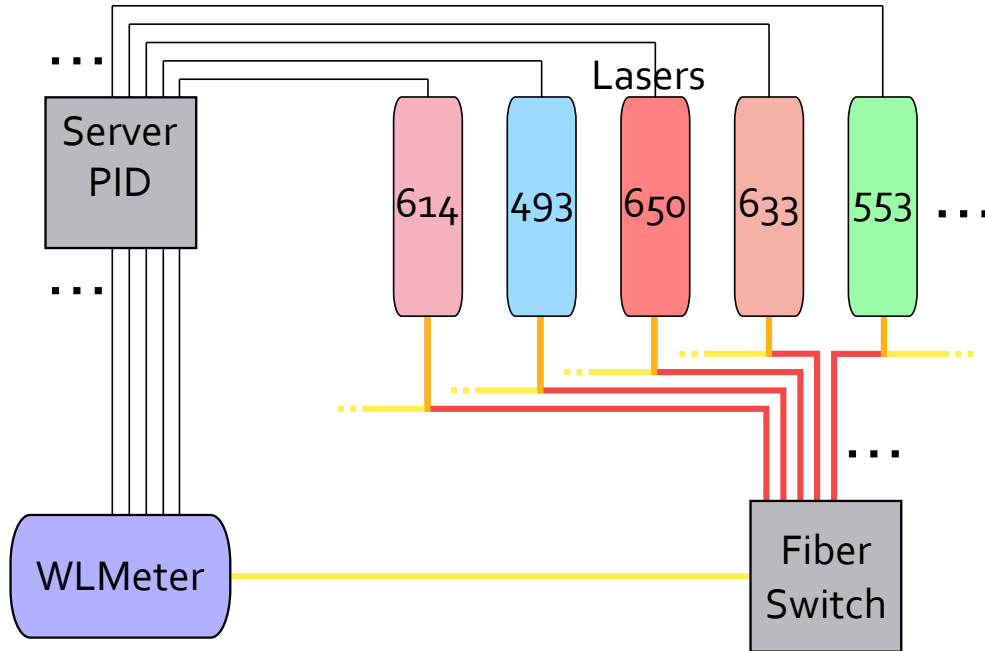 Lasers
Server
PID
614
493
650
633
553
WLMeter
Fiber
Switch